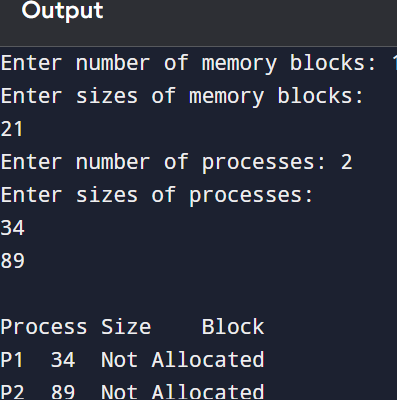 Output
Enter number of memory blocks: 1
Enter sizes of memory blocks:
21
Enter number of processes: 2
Enter sizes of processes:
34
89
Process Size    Block
P1  34  Not Allocated
P2  89  Not Allocated